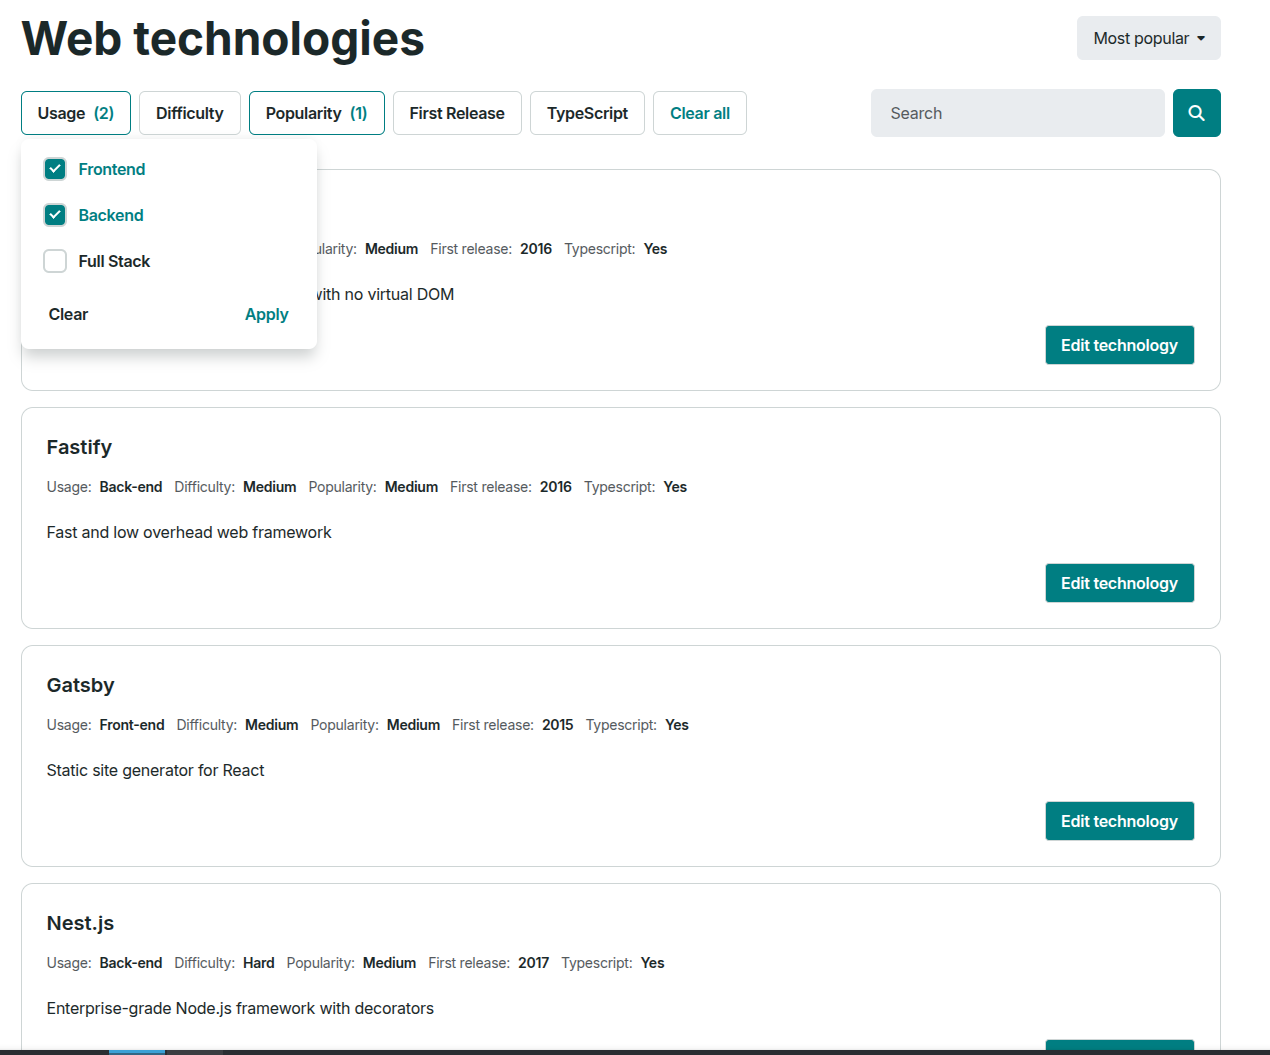 Web technologies
Most popular
Usage (2) Difficulty Popularity (1) First Release TypeScript Clear all Search
Frontend
Backend
Full Stack
Clear Apply
Medium First release: 2016 Typescript: Yes
with no virtual DOM
Edit technology
Fastify
Usage: Back-end Difficulty: Medium Popularity: Medium First release: 2016 Typescript: Yes
Fast and low overhead web framework
Edit technology
Gatsby
Usage: Front-end Difficulty: Medium Popularity: Medium First release: 2015 Typescript: Yes
Static site generator for React
Edit technology
Nest.js
Usage: Back-end Difficulty: Hard Popularity: Medium First release: 2017 Typescript: Yes
Enterprise-grade Node.js framework with decorators